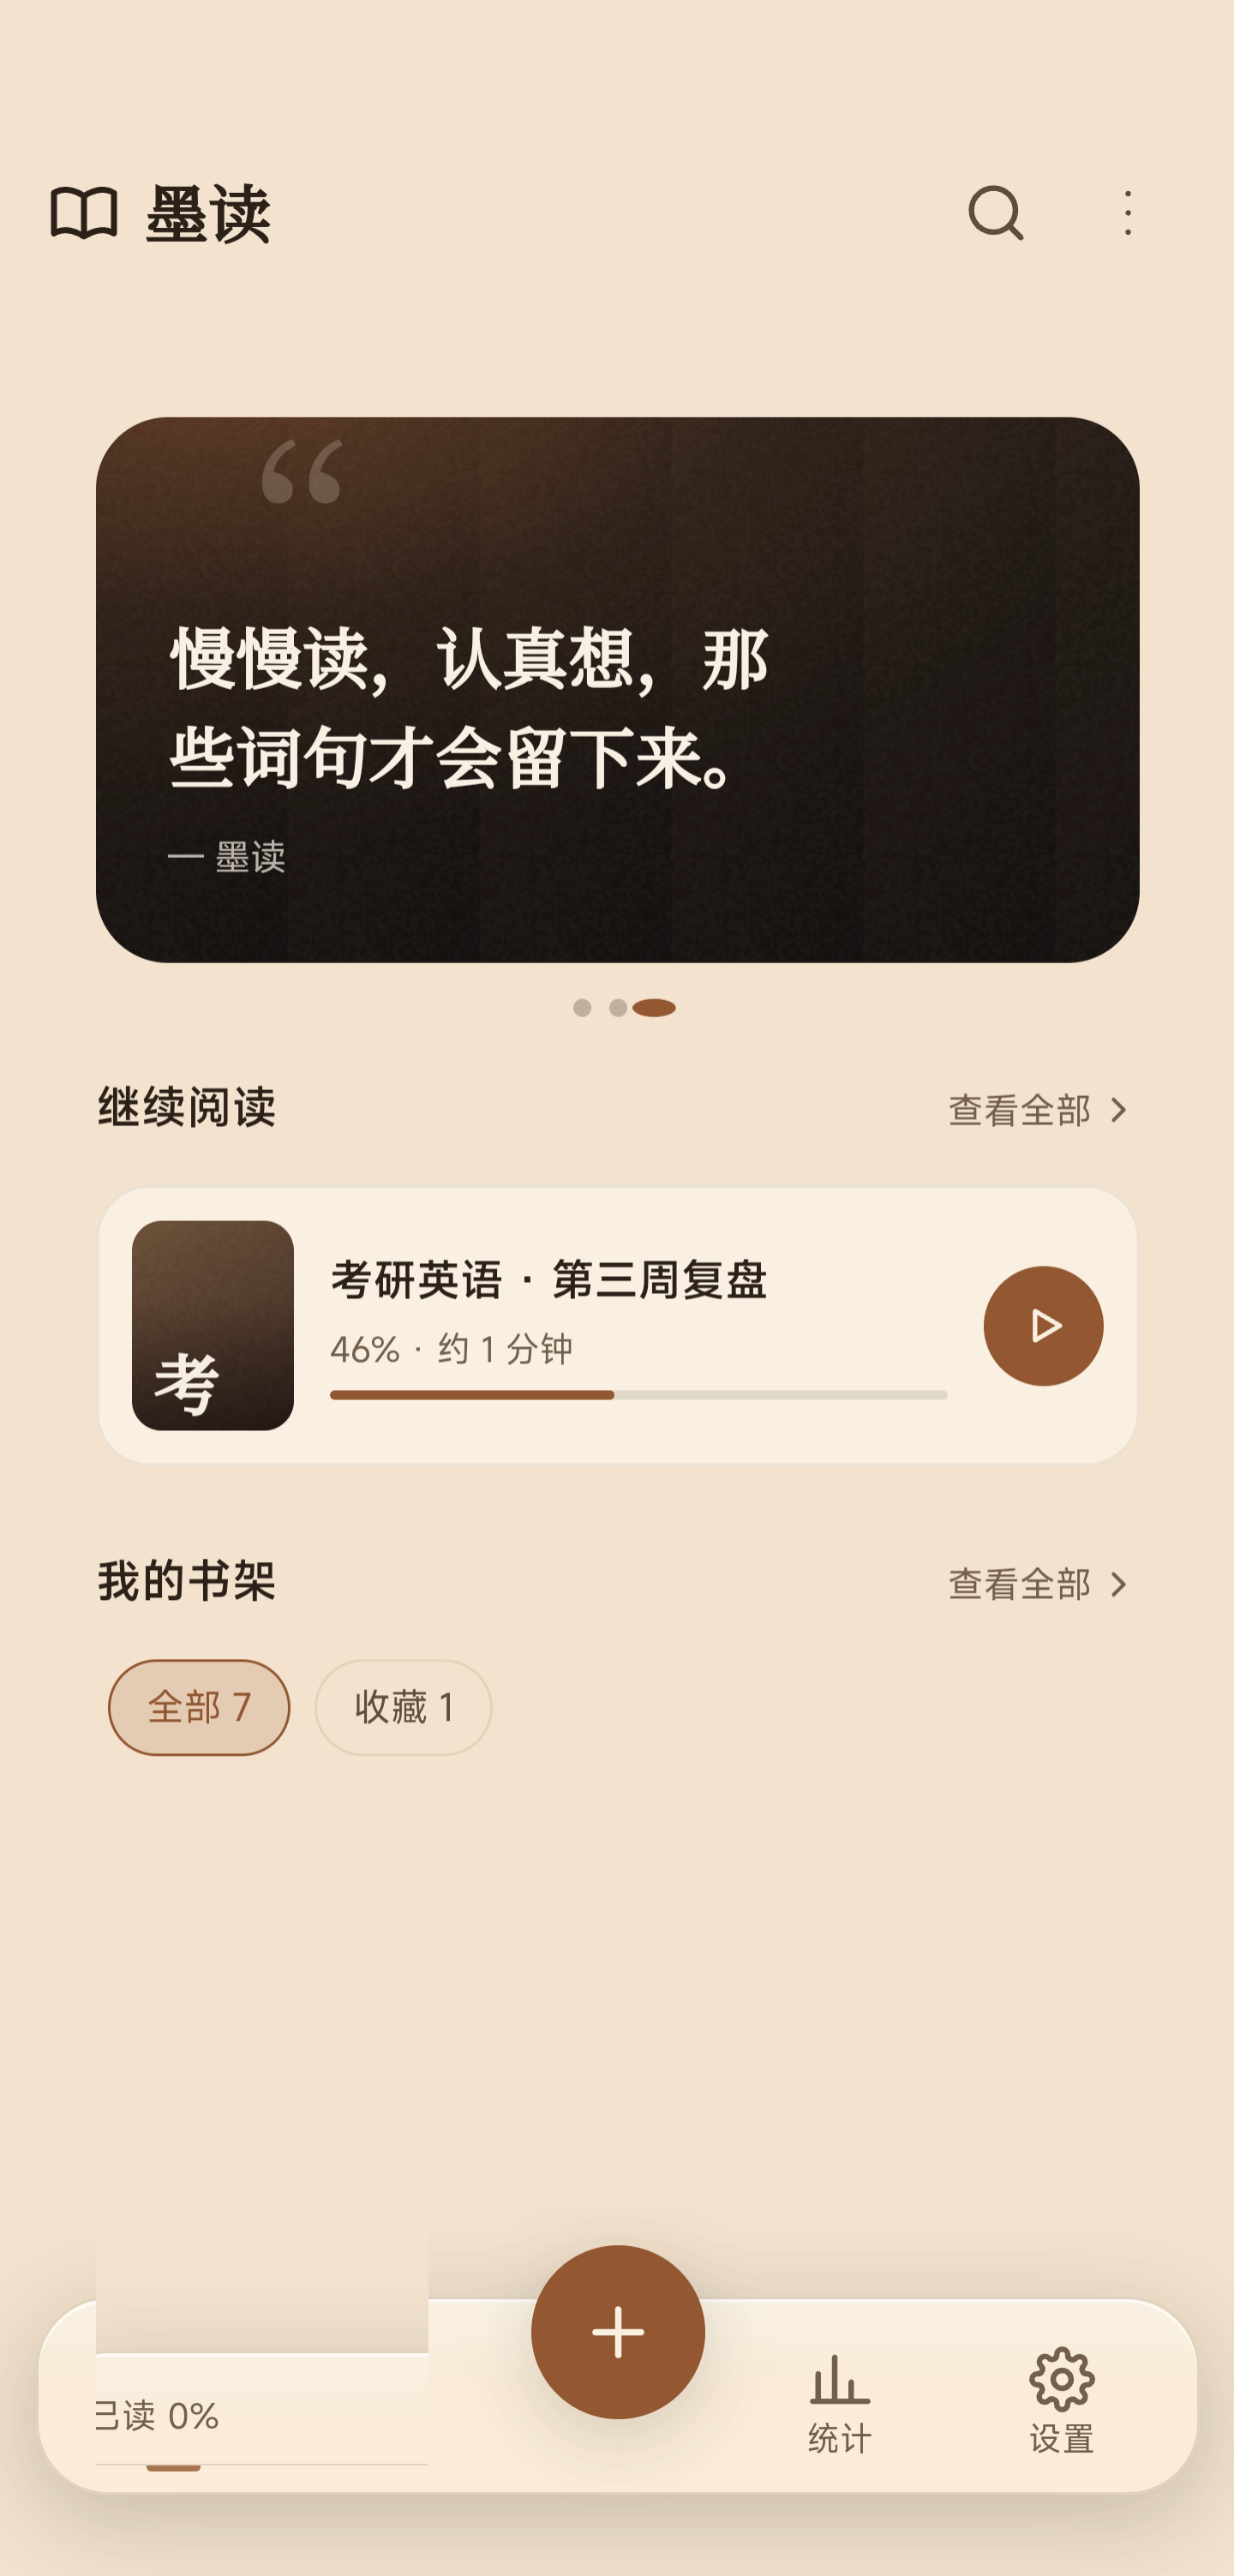 墨读
“
慢慢读，认真想，那
些词句才会留下来。
— 墨读
继续阅读
查看全部
考
考研英语 · 第三周复盘
46% · 约 1 分钟
我的书架
查看全部
全部 7
收藏 1
已读 0%
统计
设置